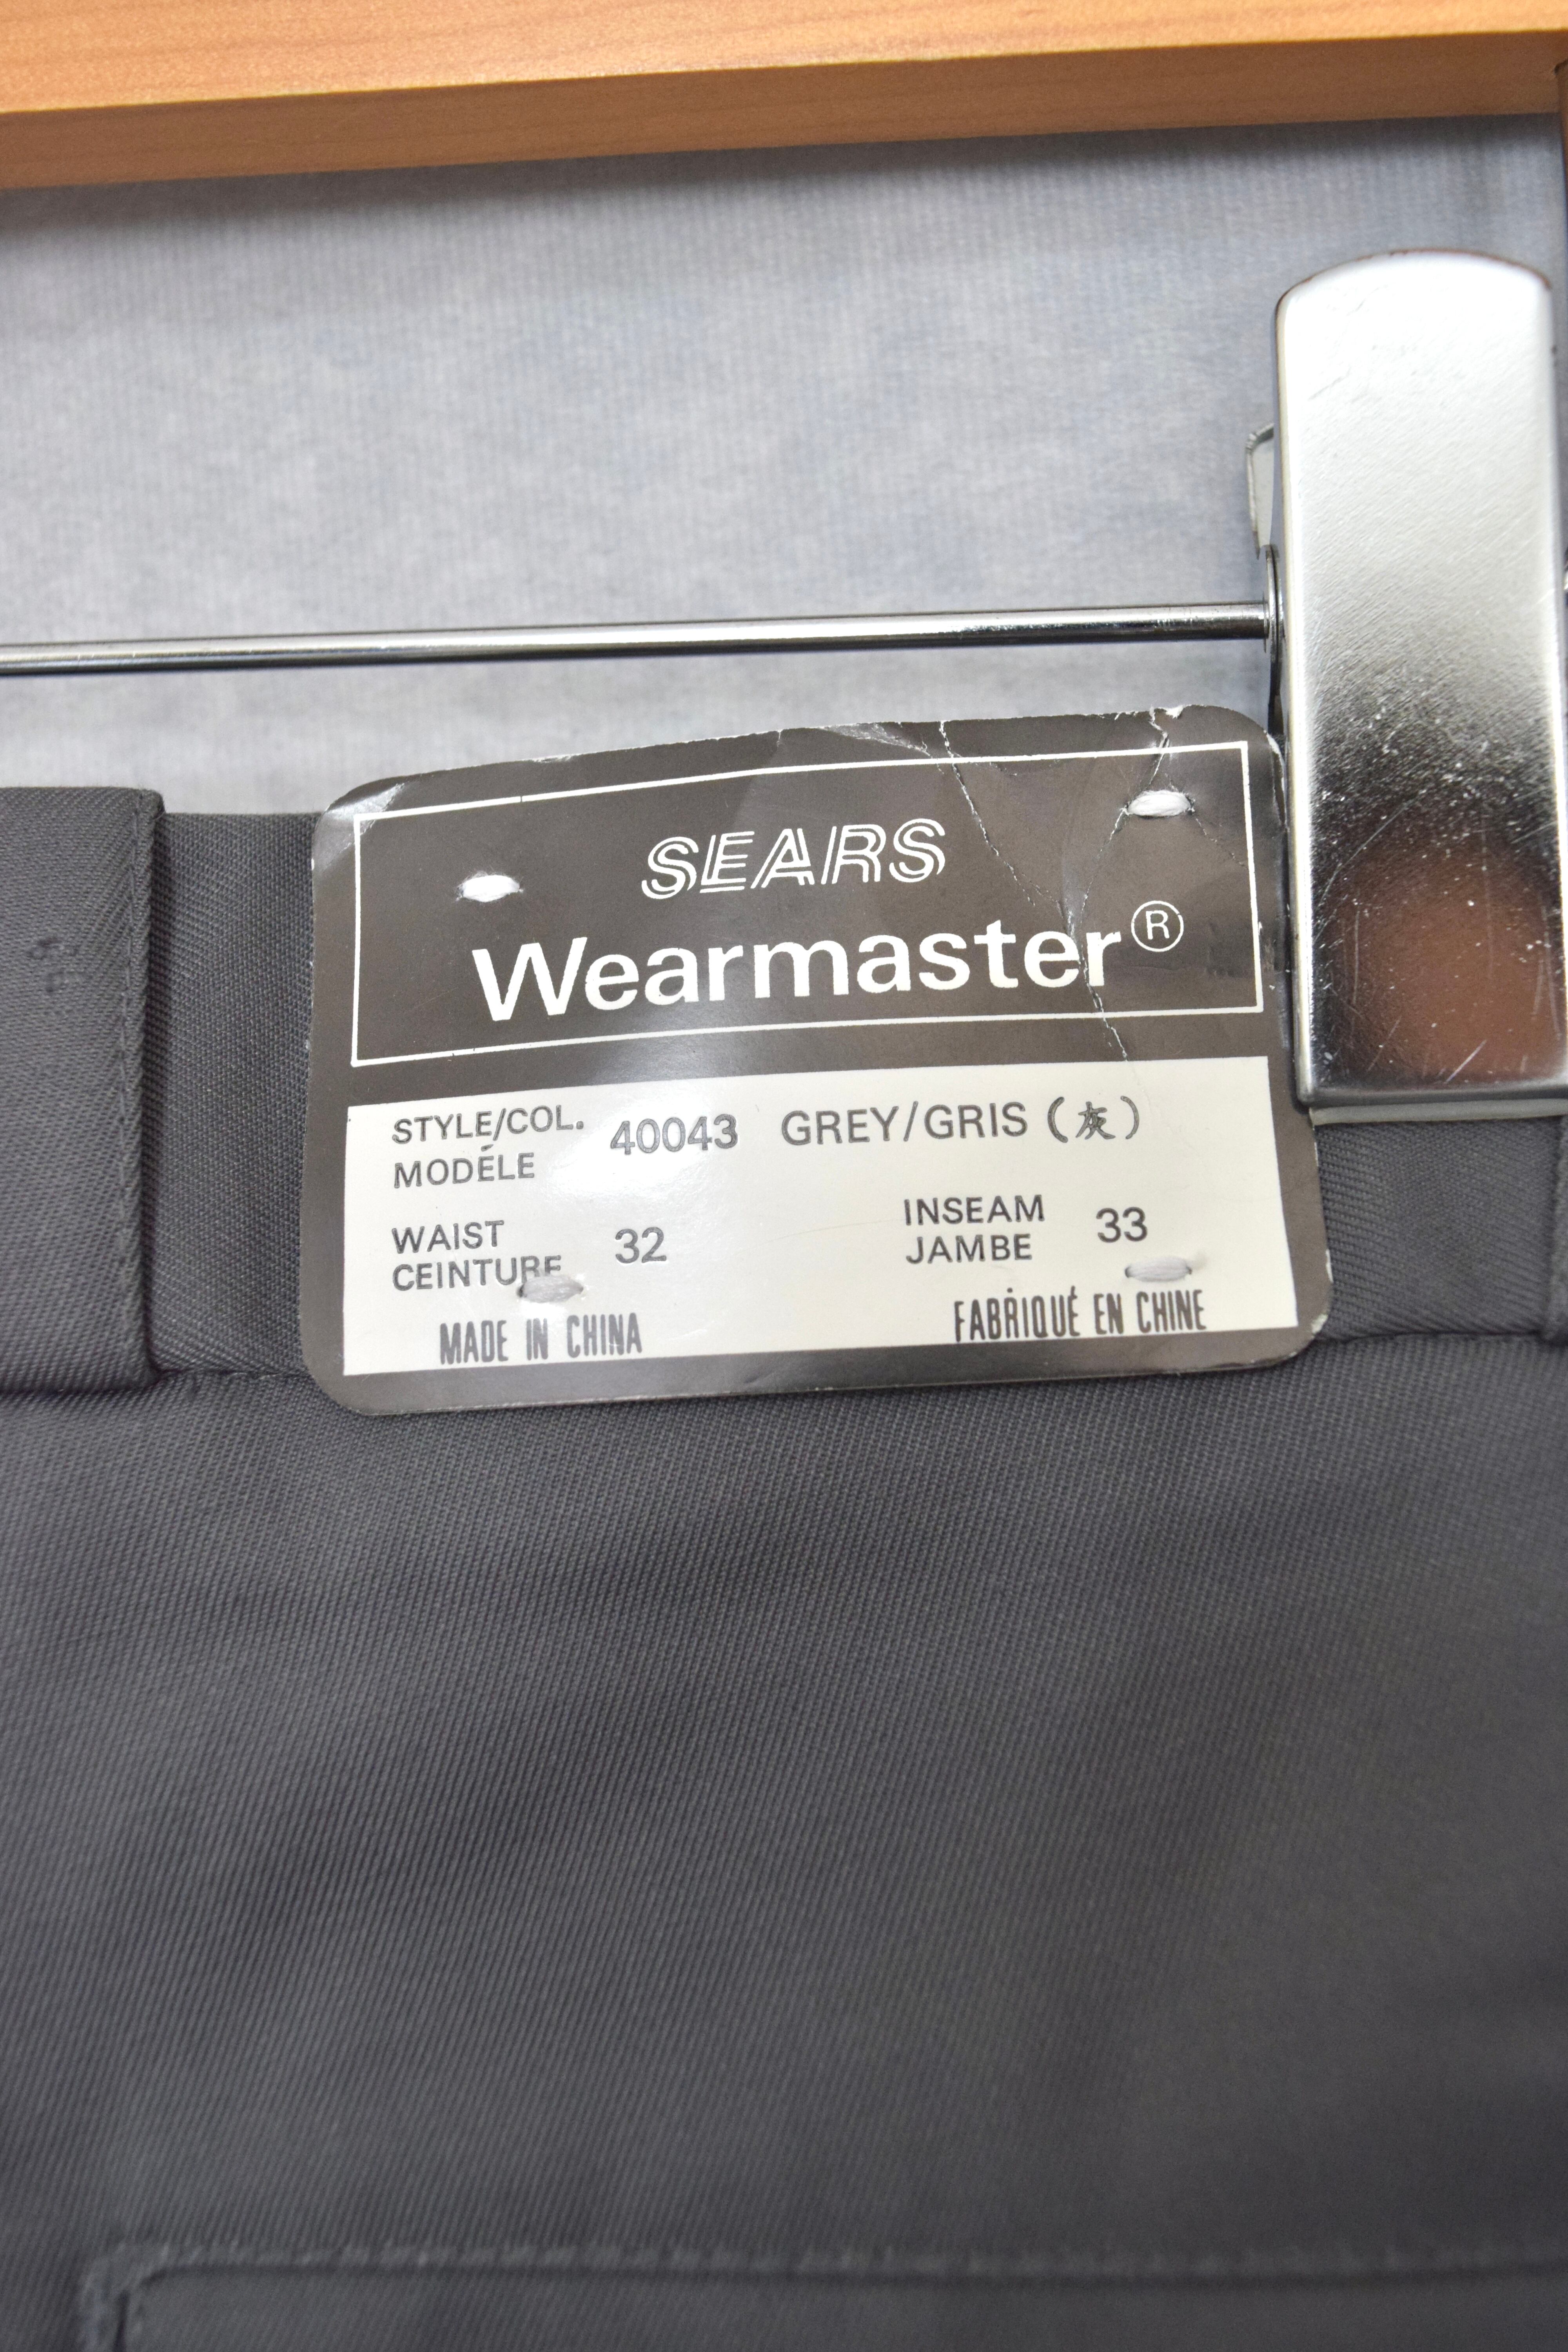 SEARS
Wearmaster®
STYLE/COL. 40043 GREY/GRIS (灰)
MODÉLE
WAIST 32
CEINTURE
INSEAM 33
JAMBE
MADE IN CHINA
FABRIQUÉ EN CHINE